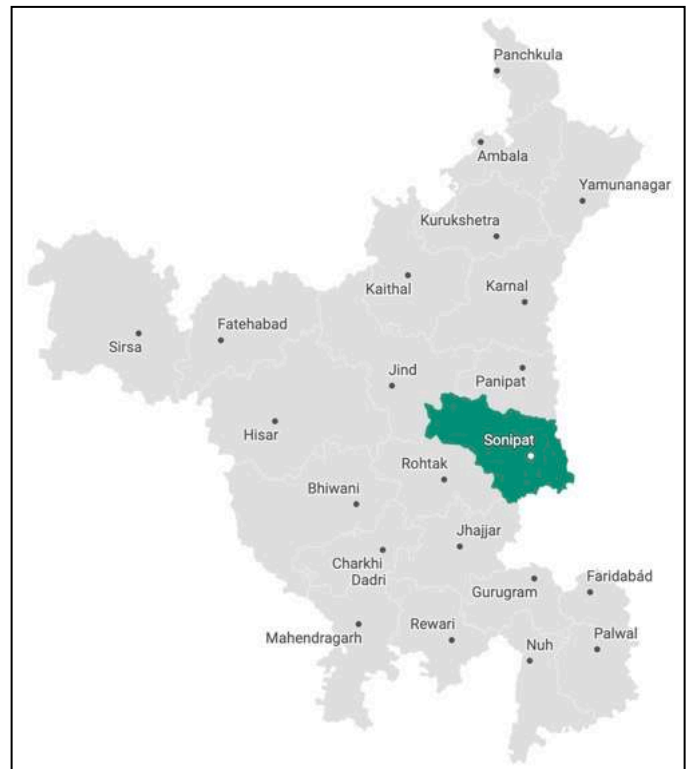 Panchkula
Ambala
Yamunanagar
Kurukshetra
Kaithal
Karnal
Fatehabad
Sirsa
Jind
Panipat
Hisar
Sonipat
Rohtak
Bhiwani
Jhajjar
Charkhi
Dadri
Gurugram
Faridabád
Mahendragarh
Rewari
Nuh
Palwal